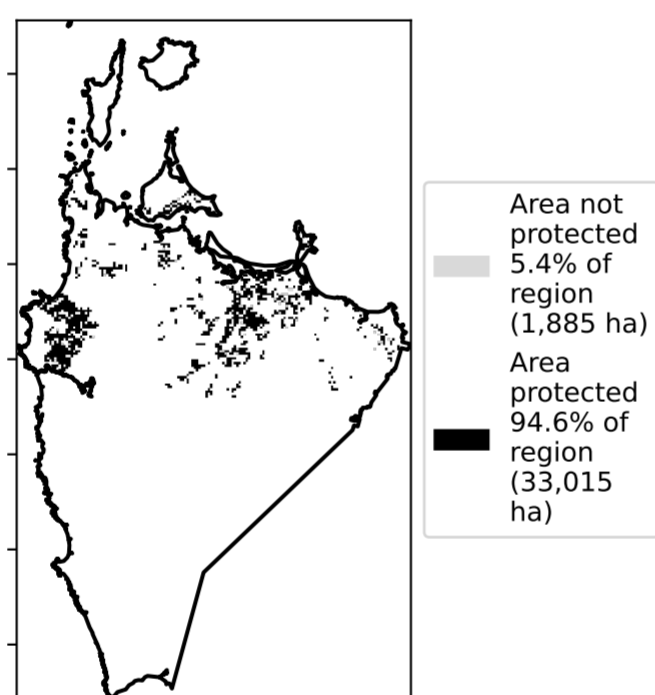 Area not
protected
5.4% of
region
(1,885 ha)
Area
protected
94.6% of
region
(33,015
ha)